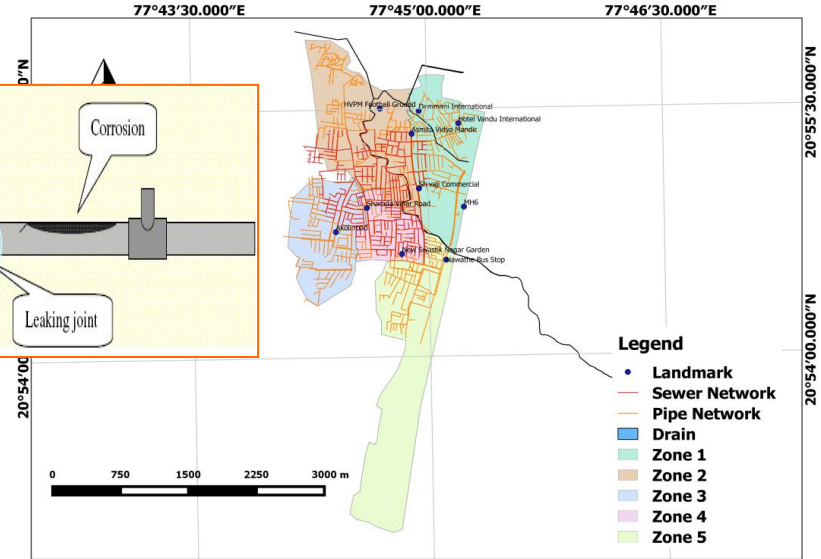 77°43′30.000″E 77°45′00.000″E 77°46′30.000″E
20°55′30.000″N
Corrosion
Leaking joint
HVPM Football Ground
Hotel Vandu International
Asmita Vidya Mandir
Shivaji Commercial
Sharada Vihar Road
MH6
Akoli road
New Swastik Nagar Garden
Nawathe Bus Stop
20°54′00.000″N
20°54′00
0″N
Legend
Landmark
Sewer Network
Pipe Network
Drain
Zone 1
Zone 2
Zone 3
Zone 4
Zone 5
0 750 1500 2250 3000 m